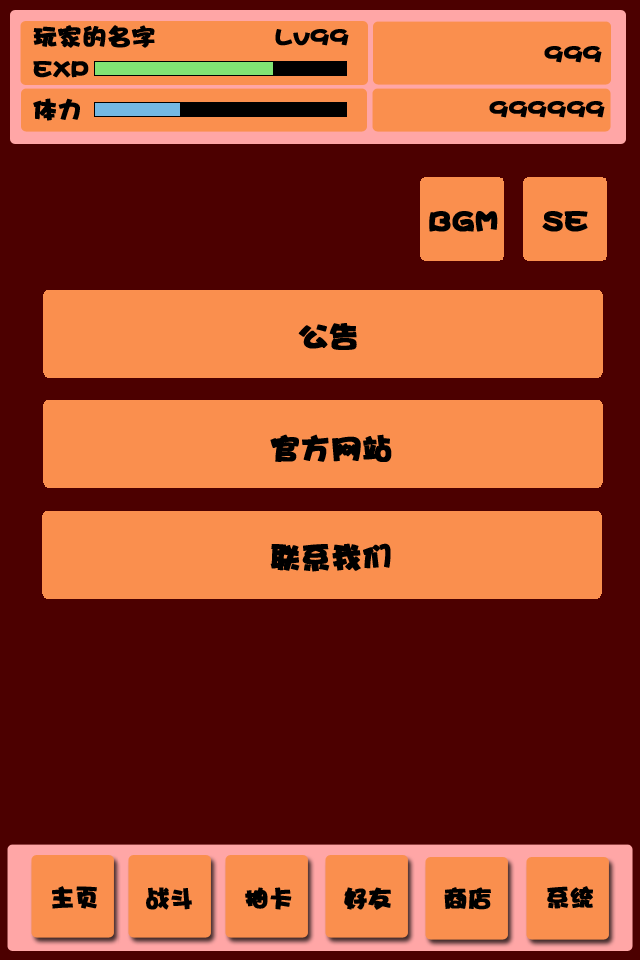 玩家的名字 Lv99
999
EXP
体力
999999
BGM SE
公告
官方网站
联系我们
主页 战斗 抽卡 好友 商店 系统